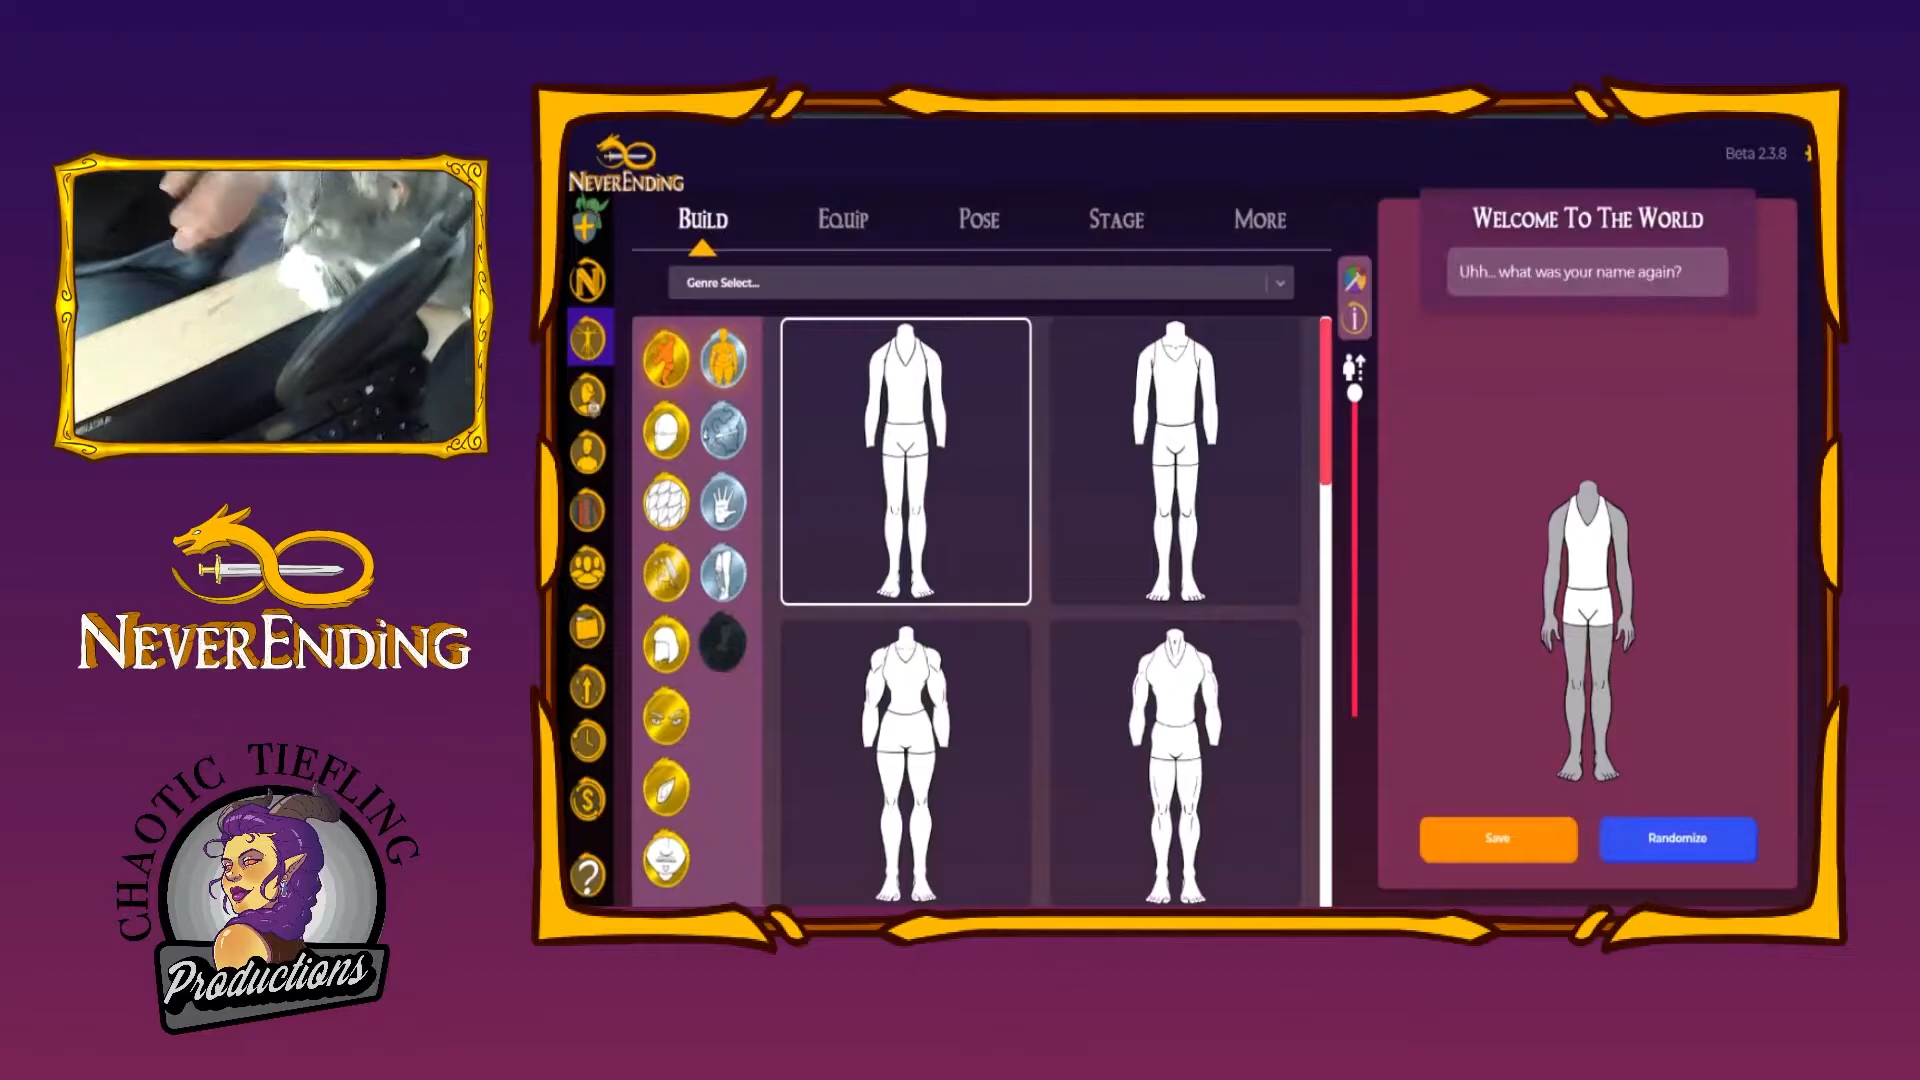 NEVERENDING
Beta 2.3.8
BUILD
EQUIP
POSE
STAGE
MORE
Genre Select...
N
i
$
?
WELCOME TO THE WORLD
Uhh... what was your name again?
Save
Randomize
NEVERENDING
CHAOTIC TIEFLING
Productions